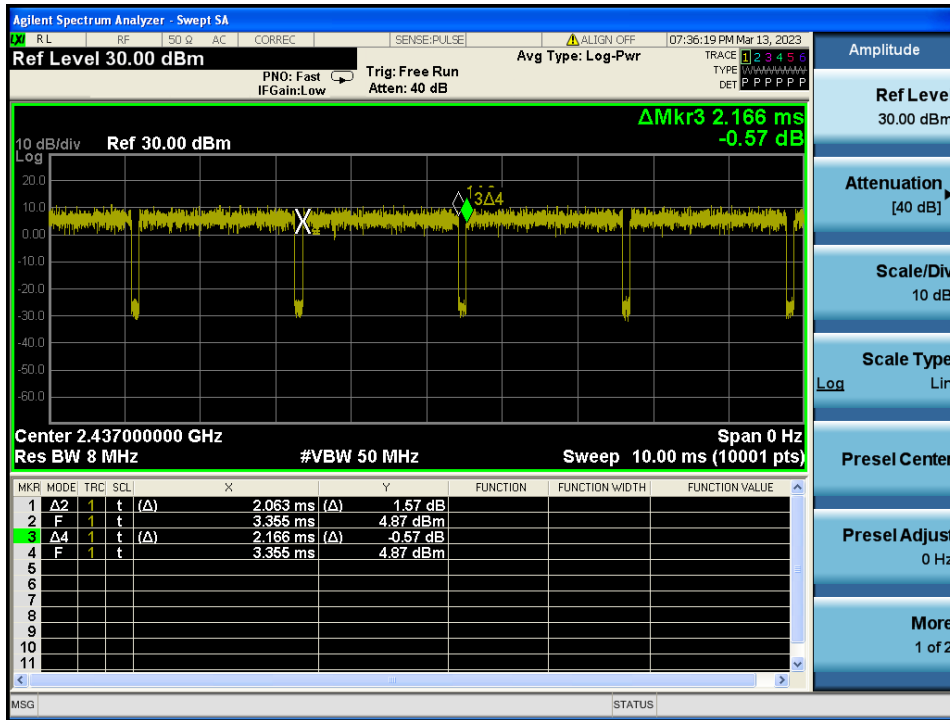 Agilent Spectrum Analyzer - Swept SA
LXI RL RF 50 Ω AC CORREC SENSE:PULSE ALIGN OFF 07:36:19 PM Mar 13, 2023
Ref Level 30.00 dBm
PNO: Fast
IFGain:Low
Trig: Free Run
Atten: 40 dB
Avg Type: Log-Pwr
TRACE 1 2 3 4 5 6
TYPE
DET P P P P P P
ΔMkr3 2.166 ms
-0.57 dB
10 dB/div Ref 30.00 dBm
Log
20.0
10.0
0.00
-10.0
-20.0
-30.0
-40.0
-50.0
-60.0
3Δ4
Center 2.437000000 GHz Span 0 Hz
Res BW 8 MHz #VBW 50 MHz Sweep 10.00 ms (10001 pts)
MKR MODE TRC SCL X Y FUNCTION FUNCTION WIDTH FUNCTION VALUE
1 Δ2 1 t (Δ) 2.063 ms (Δ) 1.57 dB
2 F 1 t 3.355 ms 4.87 dBm
3 Δ4 1 t (Δ) 2.166 ms (Δ) -0.57 dB
4 F 1 t 3.355 ms 4.87 dBm
5
6
7
8
9
10
11
MSG STATUS
Amplitude
Ref Level
30.00 dBm
Attenuation
[40 dB]
Scale/Div
10 dB
Scale Type
Log Lin
Presel Center
Presel Adjust
0 Hz
More
1 of 2